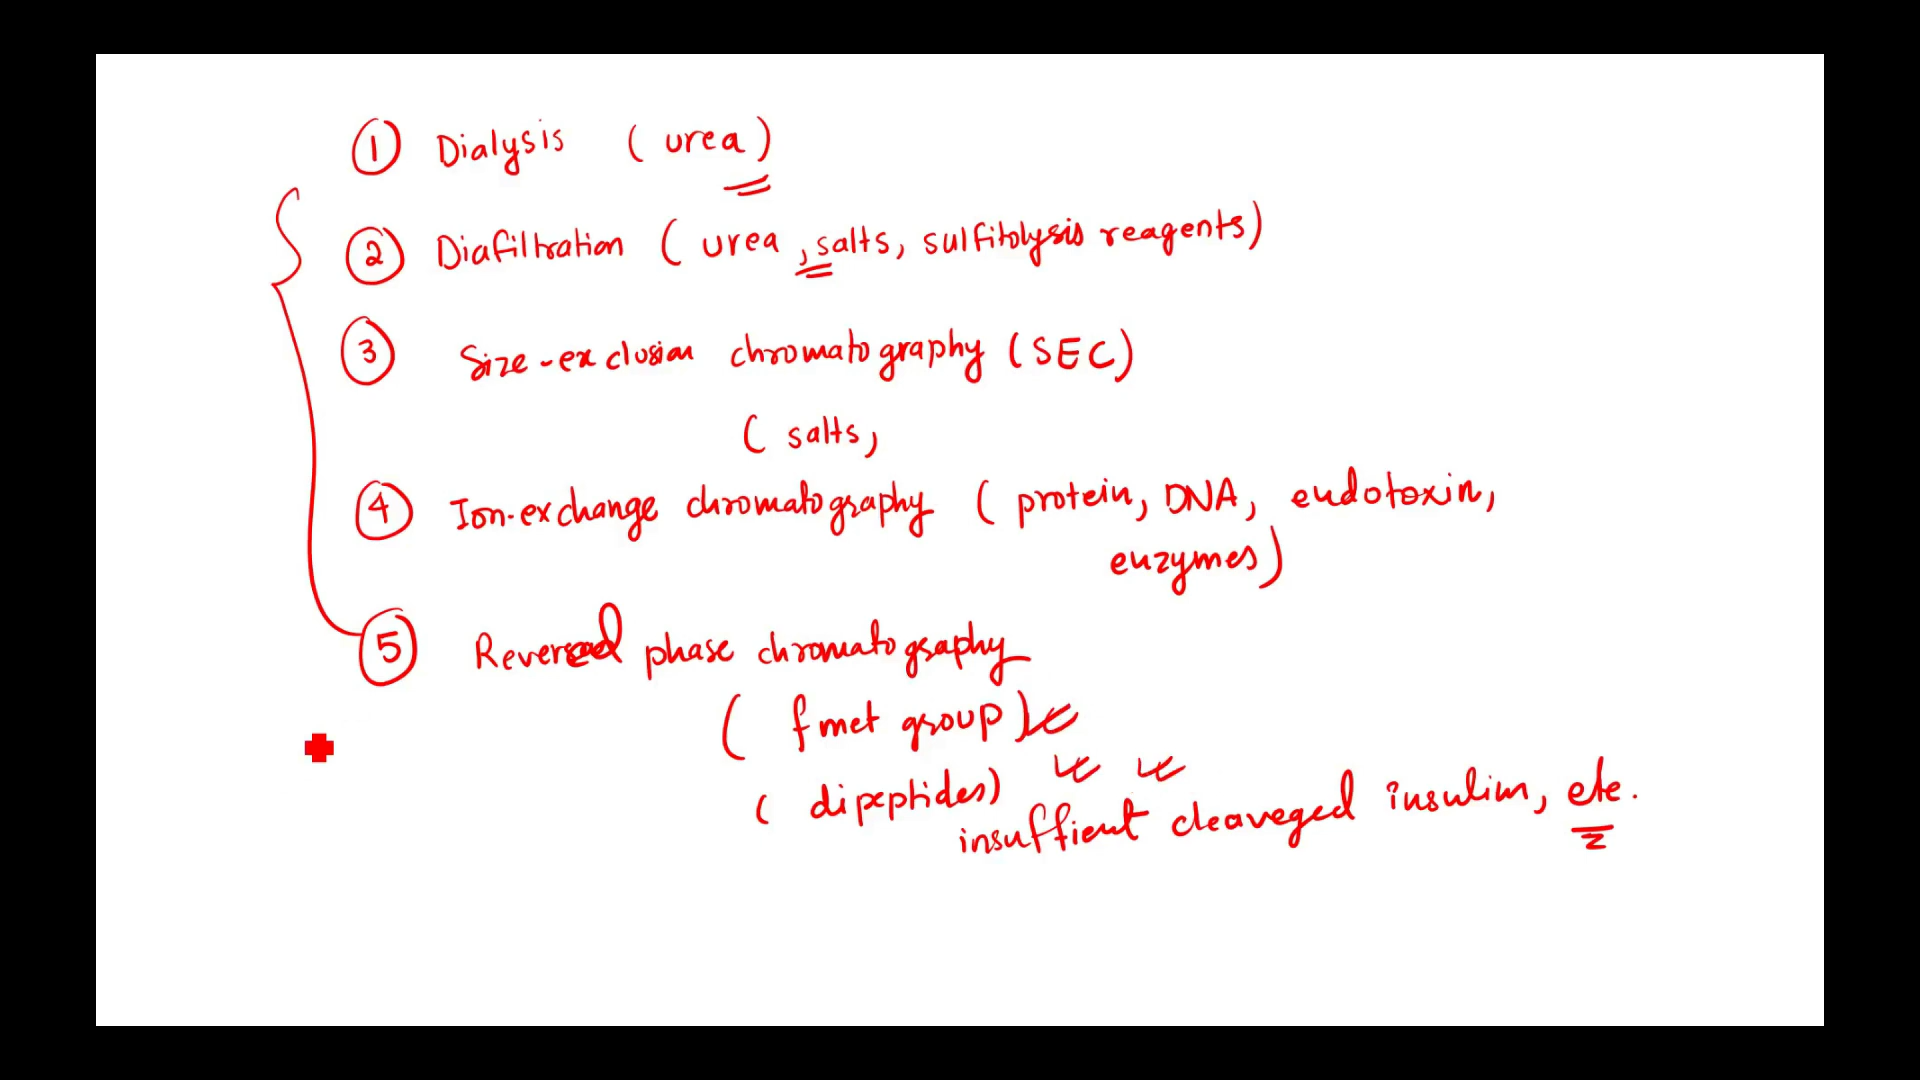 ① Dialysis (urea)
② Diafiltration (urea, salts, sulfitolysis reagents)
③ Size-exclusion chromatography (SEC)
(salts,
④ Ion-exchange chromatography (protein, DNA, endotoxin,
enzymes)
⑤ Reversed phase chromatography
(fmet group)
(dipeptides)
insuffient cleaveged insulin, etc.